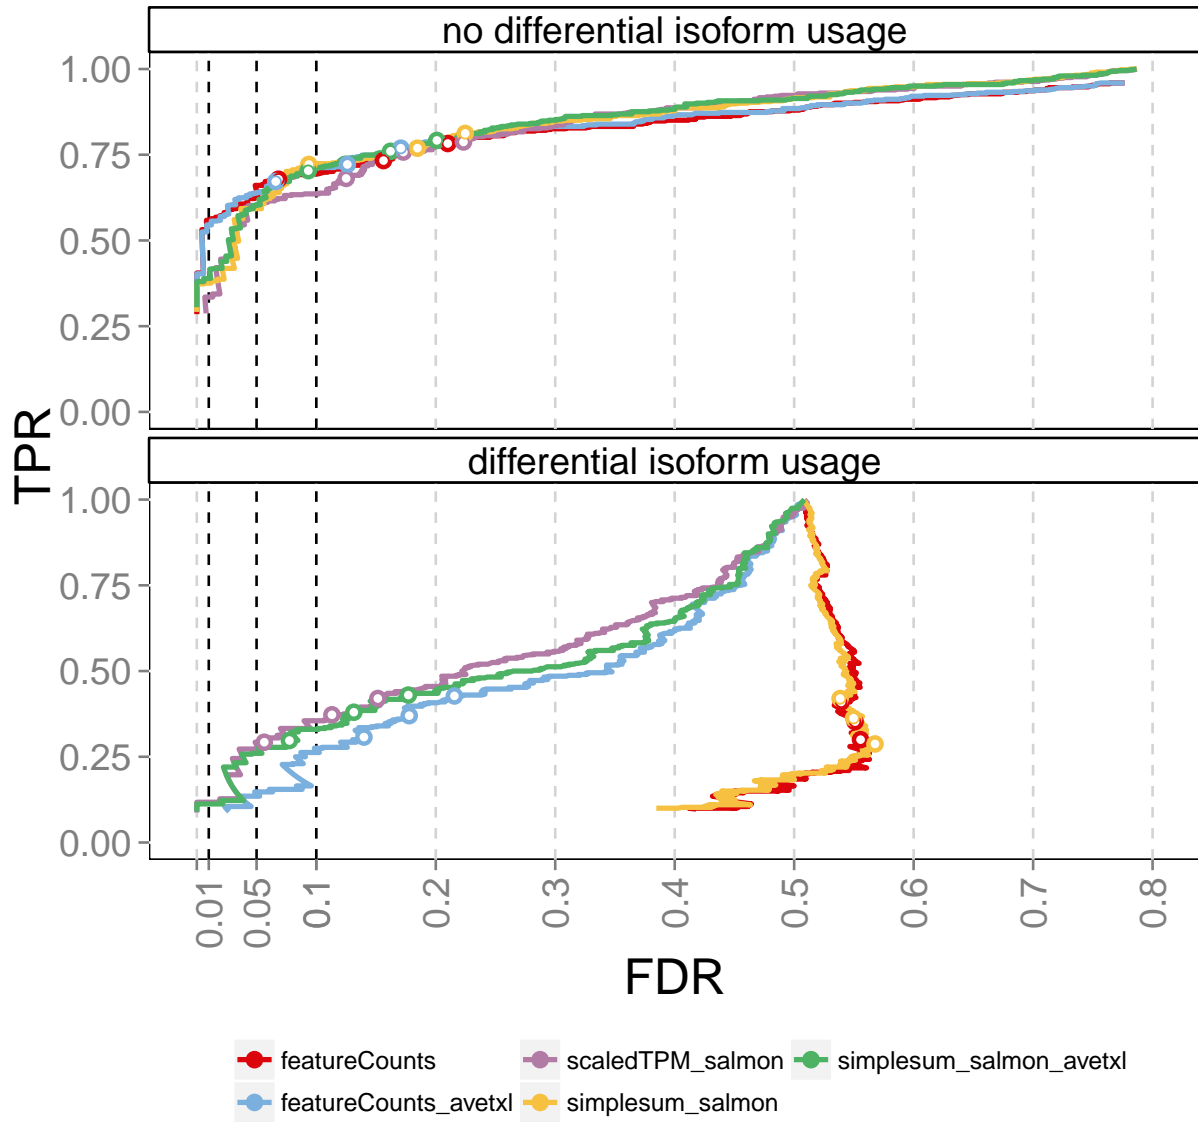 no differential isoform usage
1.00
0.75
0.50
0.25
0.00
TPR
differential isoform usage
1.00
0.75
0.50
0.25
0.00
0.01 0.05 0.1 0.2 0.3 0.4 0.5 0.6 0.7 0.8
FDR
featureCounts scaledTPM_salmon simplesum_salmon_avetxl
featureCounts_avetxl simplesum_salmon